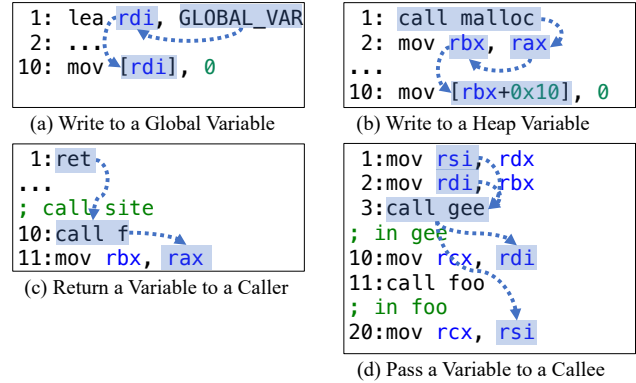 1: lea rdi, GLOBAL_VAR
2: ...
10: mov [rdi], 0
(a) Write to a Global Variable
1: call malloc
2: mov rbx, rax
...
10: mov [rbx+0x10], 0
(b) Write to a Heap Variable
1:ret
...
; call site
10:call f
11:mov rbx, rax
(c) Return a Variable to a Caller
1:mov rsi, rdx
2:mov rdi, rbx
3:call gee
; in gee
10:mov rcx, rdi
11:call foo
; in foo
20:mov rcx, rsi
(d) Pass a Variable to a Callee